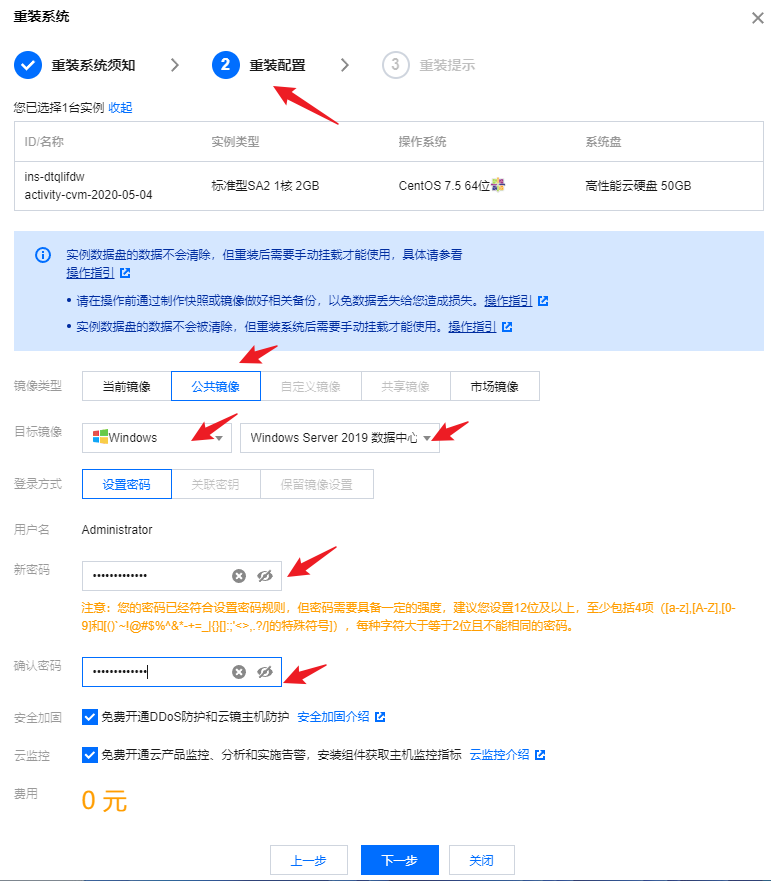 重装系统
重装系统须知
2 重装配置
3 重装提示
您已选择1台实例 收起
ID/名称 实例类型 操作系统 系统盘
ins-dtqlifdw
activity-cvm-2020-05-04
标准型SA2 1核 2GB
CentOS 7.5 64位
高性能云硬盘 50GB
实例数据盘的数据不会清除，但重装后需要手动挂载才能使用，具体请参看
操作指引
• 请在操作前通过制作快照或镜像做好相关备份，以免数据丢失给您造成损失。操作指引
• 实例数据盘的数据不会被清除，但重装系统后需要手动挂载才能使用。操作指引
镜像类型 当前镜像 公共镜像 自定义镜像 共享镜像 市场镜像
目标镜像 Windows Windows Server 2019 数据中心
登录方式 设置密码 关联密钥 保留镜像设置
用户名 Administrator
新密码 •••••••••••••
注意：您的密码已经符合设置密码规则，但密码需要具备一定的强度，建议您设置12位及以上，至少包括4项（[a-z],[A-Z],[0-
9]和[()`~!@#$%^&*-+=_|{}[]:;'<>,.?/]的特殊符号]），每种字符大于等于2位且不能相同的密码。
确认密码 •••••••••••••
安全加固 免费开通DDoS防护和云镜主机防护 安全加固介绍
云监控 免费开通云产品监控、分析和实施告警，安装组件获取主机监控指标 云监控介绍
费用 0 元
上一步 下一步 关闭